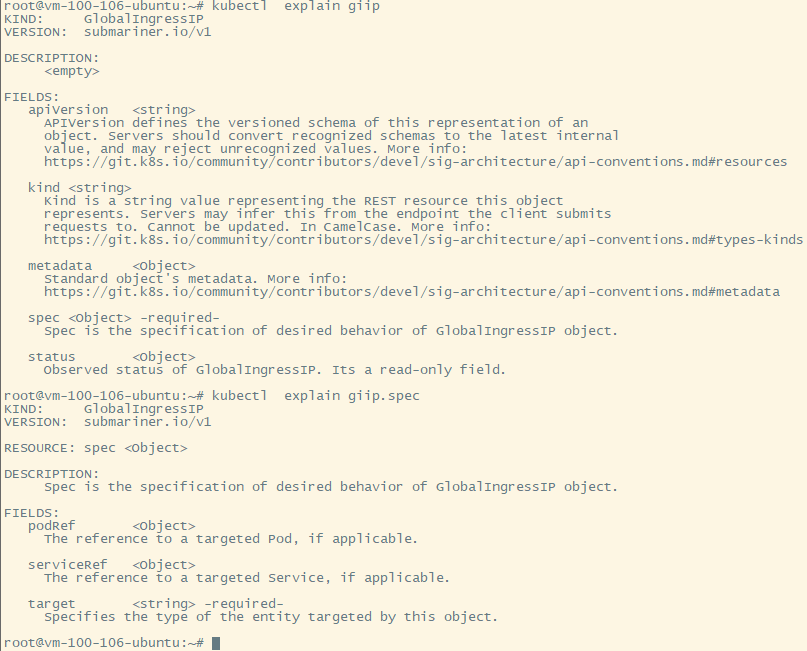 root@vm-100-106-ubuntu:~# kubectl  explain giip
KIND:     GlobalIngressIP
VERSION:  submariner.io/v1
DESCRIPTION:
<empty>
FIELDS:
apiVersion   <string>
APIVersion defines the versioned schema of this representation of an
object. Servers should convert recognized schemas to the latest internal
value, and may reject unrecognized values. More info:
https://git.k8s.io/community/contributors/devel/sig-architecture/api-conventions.md#resources
kind <string>
Kind is a string value representing the REST resource this object
represents. Servers may infer this from the endpoint the client submits
requests to. Cannot be updated. In CamelCase. More info:
https://git.k8s.io/community/contributors/devel/sig-architecture/api-conventions.md#types-kinds
metadata     <Object>
Standard object's metadata. More info:
https://git.k8s.io/community/contributors/devel/sig-architecture/api-conventions.md#metadata
spec <Object> -required-
Spec is the specification of desired behavior of GlobalIngressIP object.
status       <Object>
Observed status of GlobalIngressIP. Its a read-only field.
root@vm-100-106-ubuntu:~# kubectl  explain giip.spec
KIND:     GlobalIngressIP
VERSION:  submariner.io/v1
RESOURCE: spec <Object>
DESCRIPTION:
Spec is the specification of desired behavior of GlobalIngressIP object.
FIELDS:
podRef       <Object>
The reference to a targeted Pod, if applicable.
serviceRef   <Object>
The reference to a targeted Service, if applicable.
target       <string> -required-
Specifies the type of the entity targeted by this object.
root@vm-100-106-ubuntu:~#